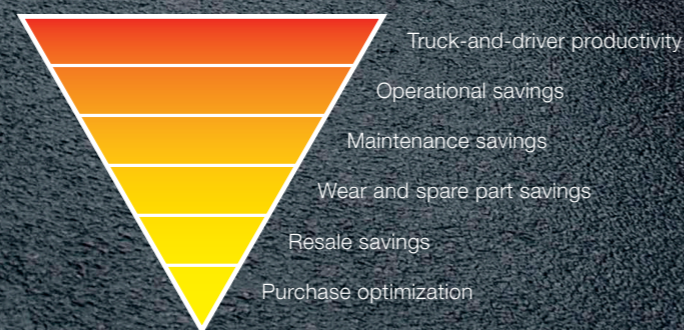 Truck-and-driver productivity
Operational savings
Maintenance savings
Wear and spare part savings
Resale savings
Purchase optimization